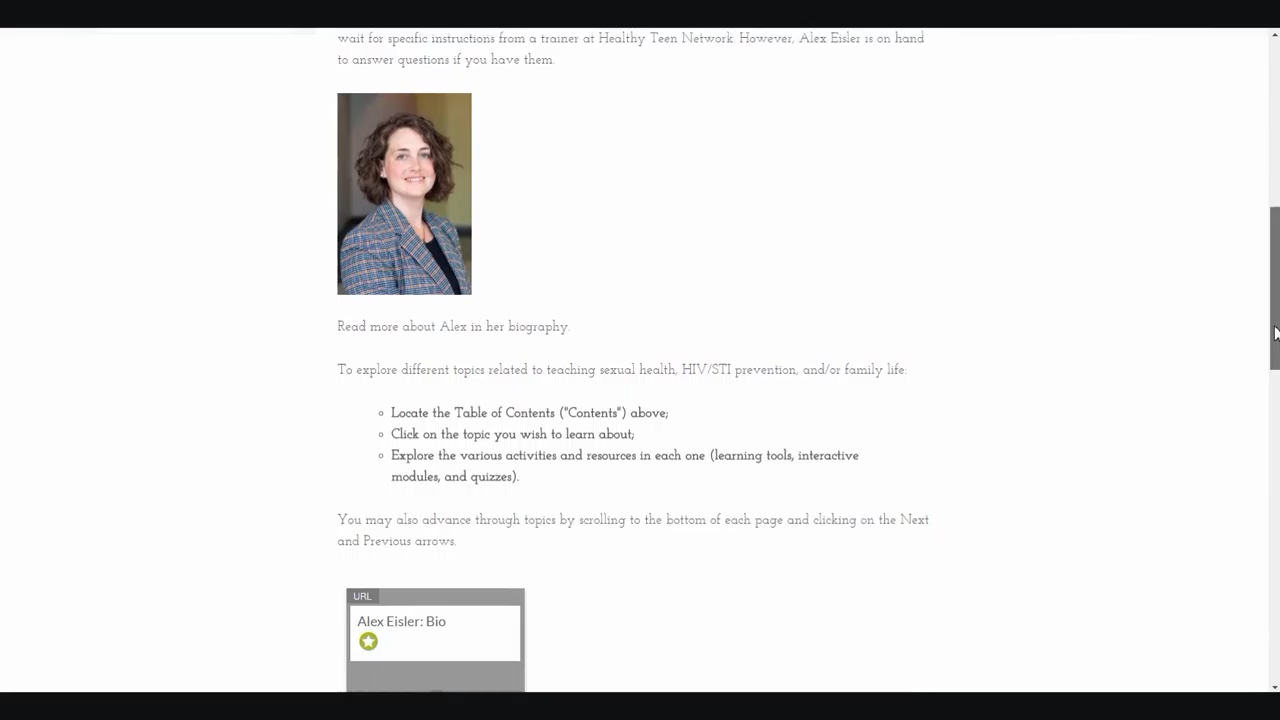 wait for specific instructions from a trainer at Healthy Teen Network. However, Alex Eisler is on hand
to answer questions if you have them.
Read more about Alex in her biography.
To explore different topics related to teaching sexual health, HIV/STI prevention, and/or family life:
Locate the Table of Contents ("Contents") above;
Click on the topic you wish to learn about;
Explore the various activities and resources in each one (learning tools, interactive
modules, and quizzes).
You may also advance through topics by scrolling to the bottom of each page and clicking on the Next
and Previous arrows.
URL
Alex Eisler: Bio